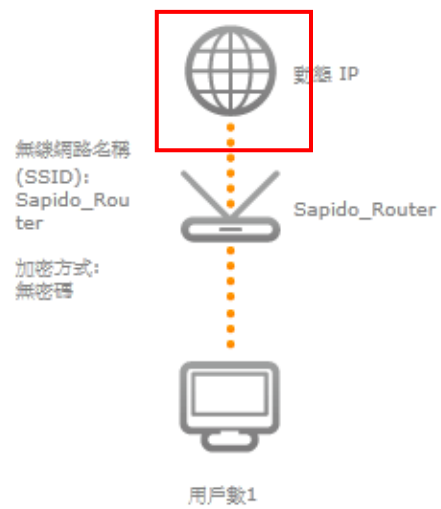 動態 IP
無線網路名稱
(SSID):
Sapido_Rou
ter
Sapido_Router
加密方式:
無密碼
用戶數1